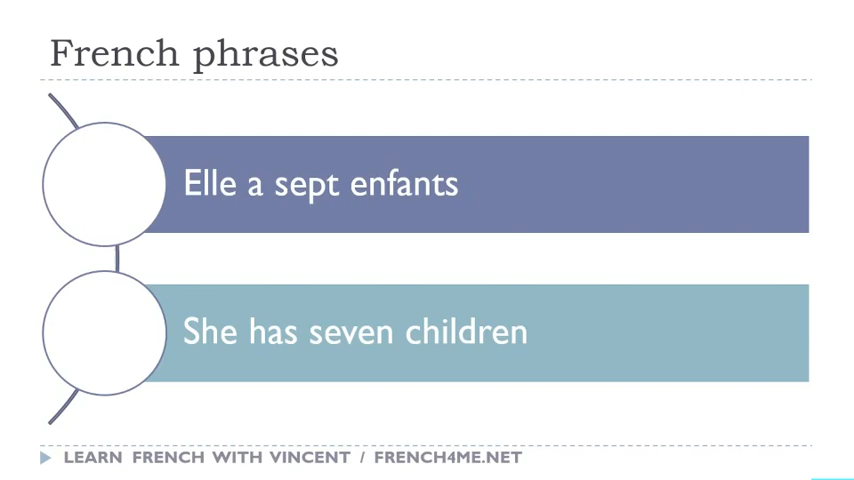 French phrases
Elle a sept enfants
She has seven children
LEARN FRENCH WITH VINCENT / FRENCH4ME.NET